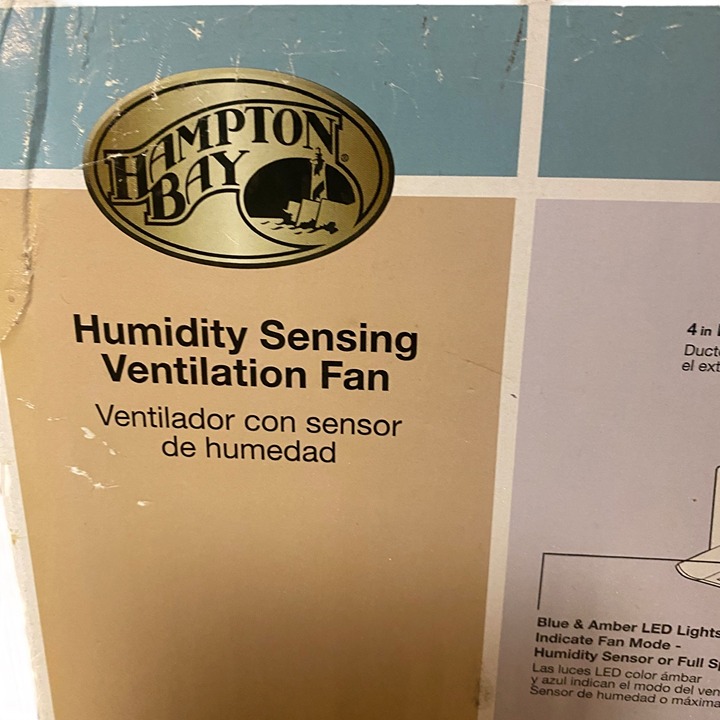 HAMPTON
BAY
®
Humidity Sensing
Ventilation Fan
Ventilador con sensor
de humedad
4 in
el
Blue & Amber LED Lights
Indicate Fan Mode -
Humidity Sensor or Full
Las luces LED color ámbar
y azul indican el modo del
Sensor de humedad o máxima